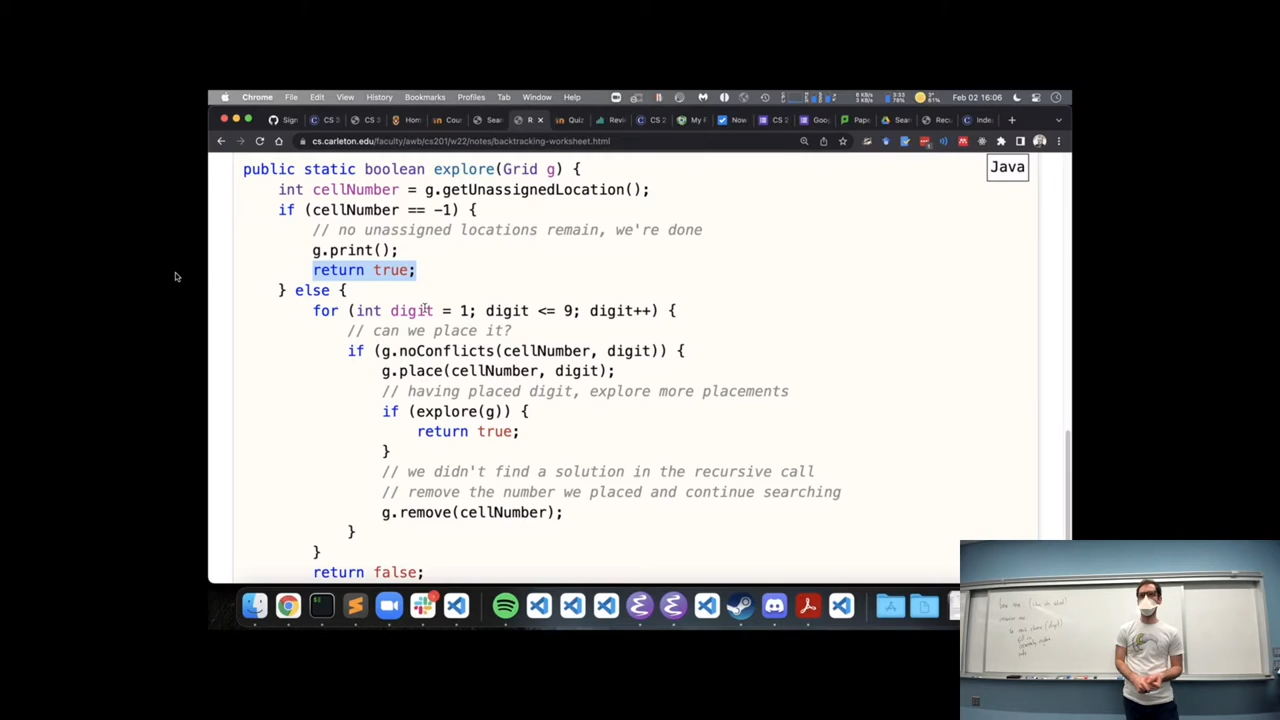 Chrome File Edit View History Bookmarks Profiles Tab Window Help Feb 02 16:06
cs.carleton.edu/faculty/awb/cs201/w22/notes/backtracking-worksheet.html
Java
public static boolean explore(Grid g) {
int cellNumber = g.getUnassignedLocation();
if (cellNumber == -1) {
// no unassigned locations remain, we're done
g.print();
return true;
} else {
for (int digit = 1; digit <= 9; digit++) {
// can we place it?
if (g.noConflicts(cellNumber, digit)) {
g.place(cellNumber, digit);
// having placed digit, explore more placements
if (explore(g)) {
return true;
}
// we didn't find a solution in the recursive call
// remove the number we placed and continue searching
g.remove(cellNumber);
}
}
return false;